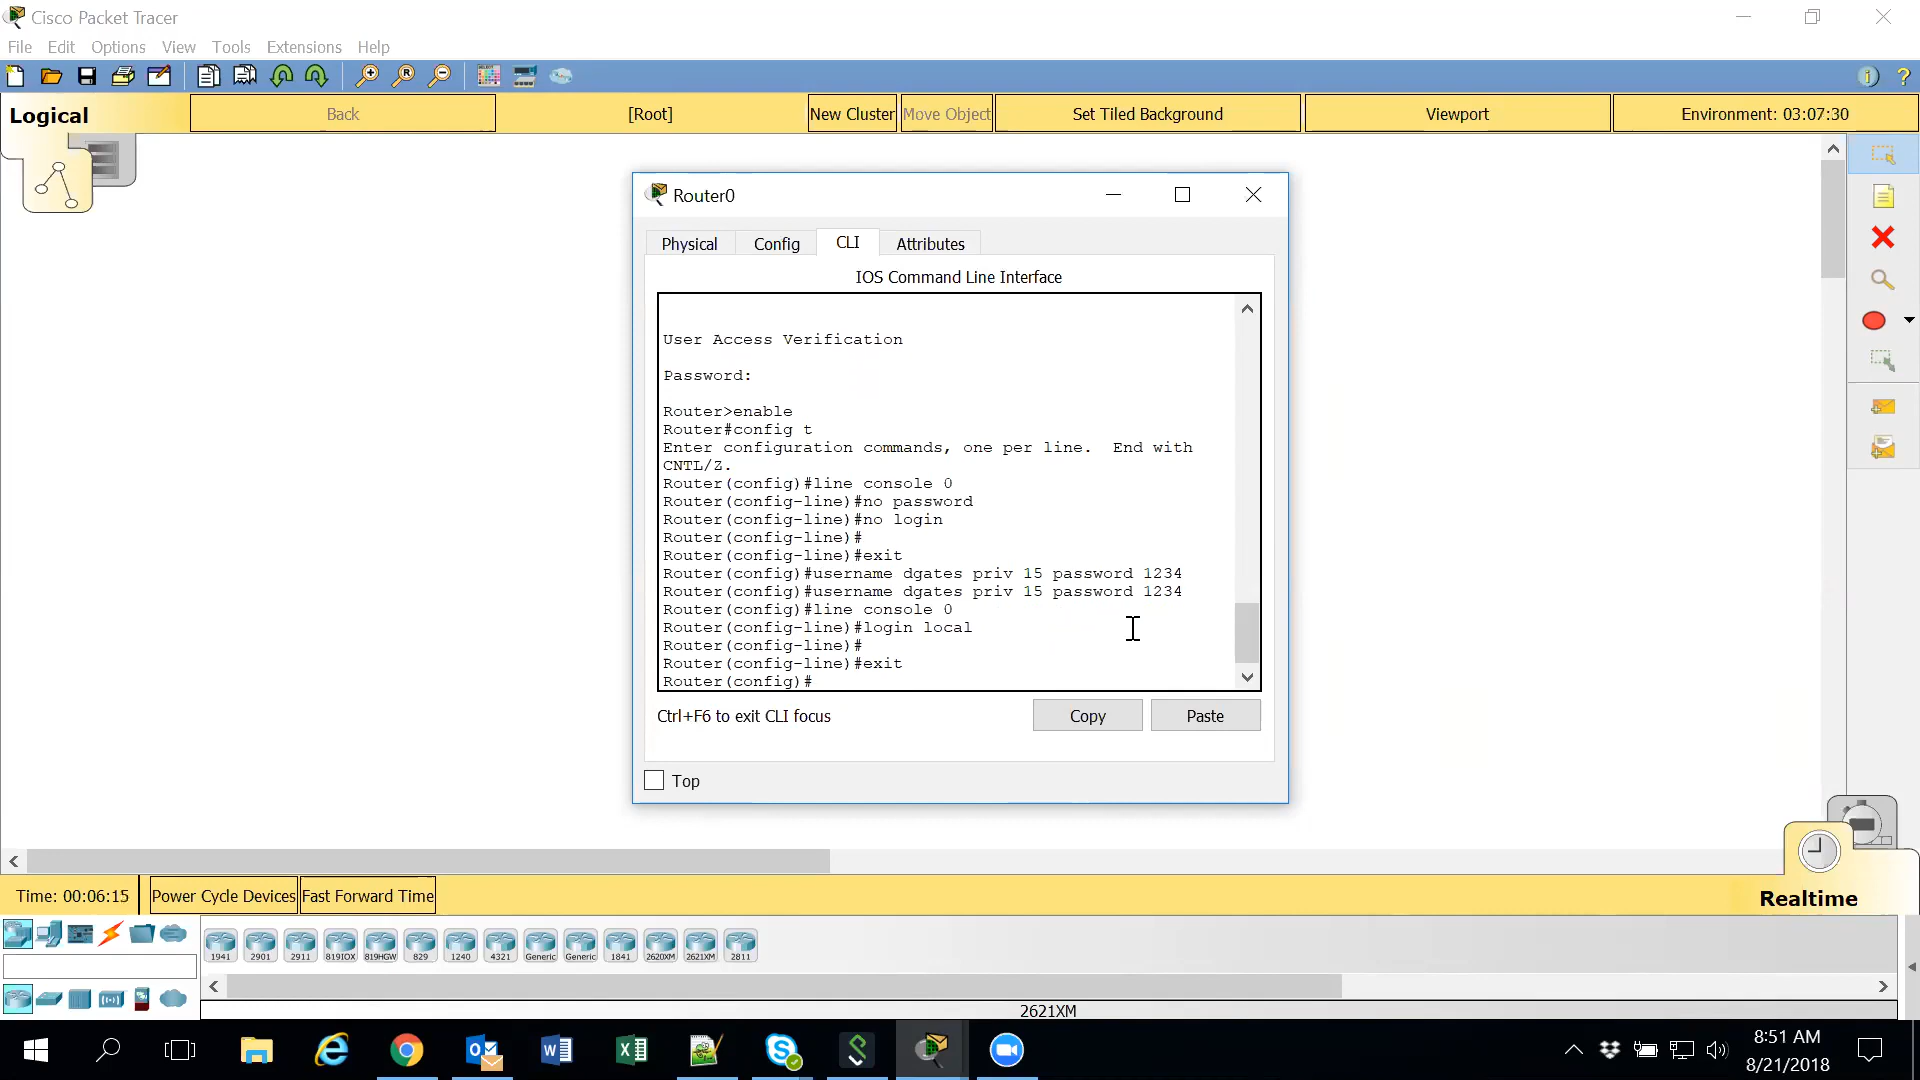 Cisco Packet Tracer
File Edit Options View Tools Extensions Help
Logical Back [Root] New Cluster Move Object Set Tiled Background Viewport Environment: 03:07:30
Router0
Physical Config CLI Attributes
IOS Command Line Interface
User Access Verification
Password:
Router>enable
Router#config t
Enter configuration commands, one per line.  End with
CNTL/Z.
Router(config)#line console 0
Router(config-line)#no password
Router(config-line)#no login
Router(config-line)#
Router(config-line)#exit
Router(config)#username dgates priv 15 password 1234
Router(config)#username dgates priv 15 password 1234
Router(config)#line console 0
Router(config-line)#login local
Router(config-line)#
Router(config-line)#exit
Router(config)#
Ctrl+F6 to exit CLI focus Copy Paste
Top
Time: 00:06:15 Power Cycle Devices Fast Forward Time Realtime
1941 2901 2911 819IOX 819HGW 829 1240 4321 Generic Generic 1841 2620XM 2621XM 2811
2621XM
8:51 AM
8/21/2018